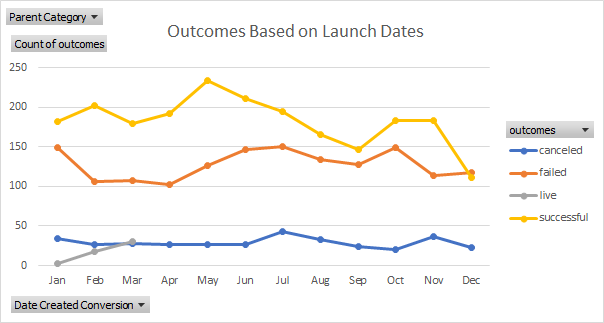 Parent Category
Outcomes Based on Launch Dates
Count of outcomes
250
200
150
100
50
0
Jan Feb Mar Apr May Jun Jul Aug Sep Oct Nov Dec
outcomes
canceled
failed
live
successful
Date Created Conversion